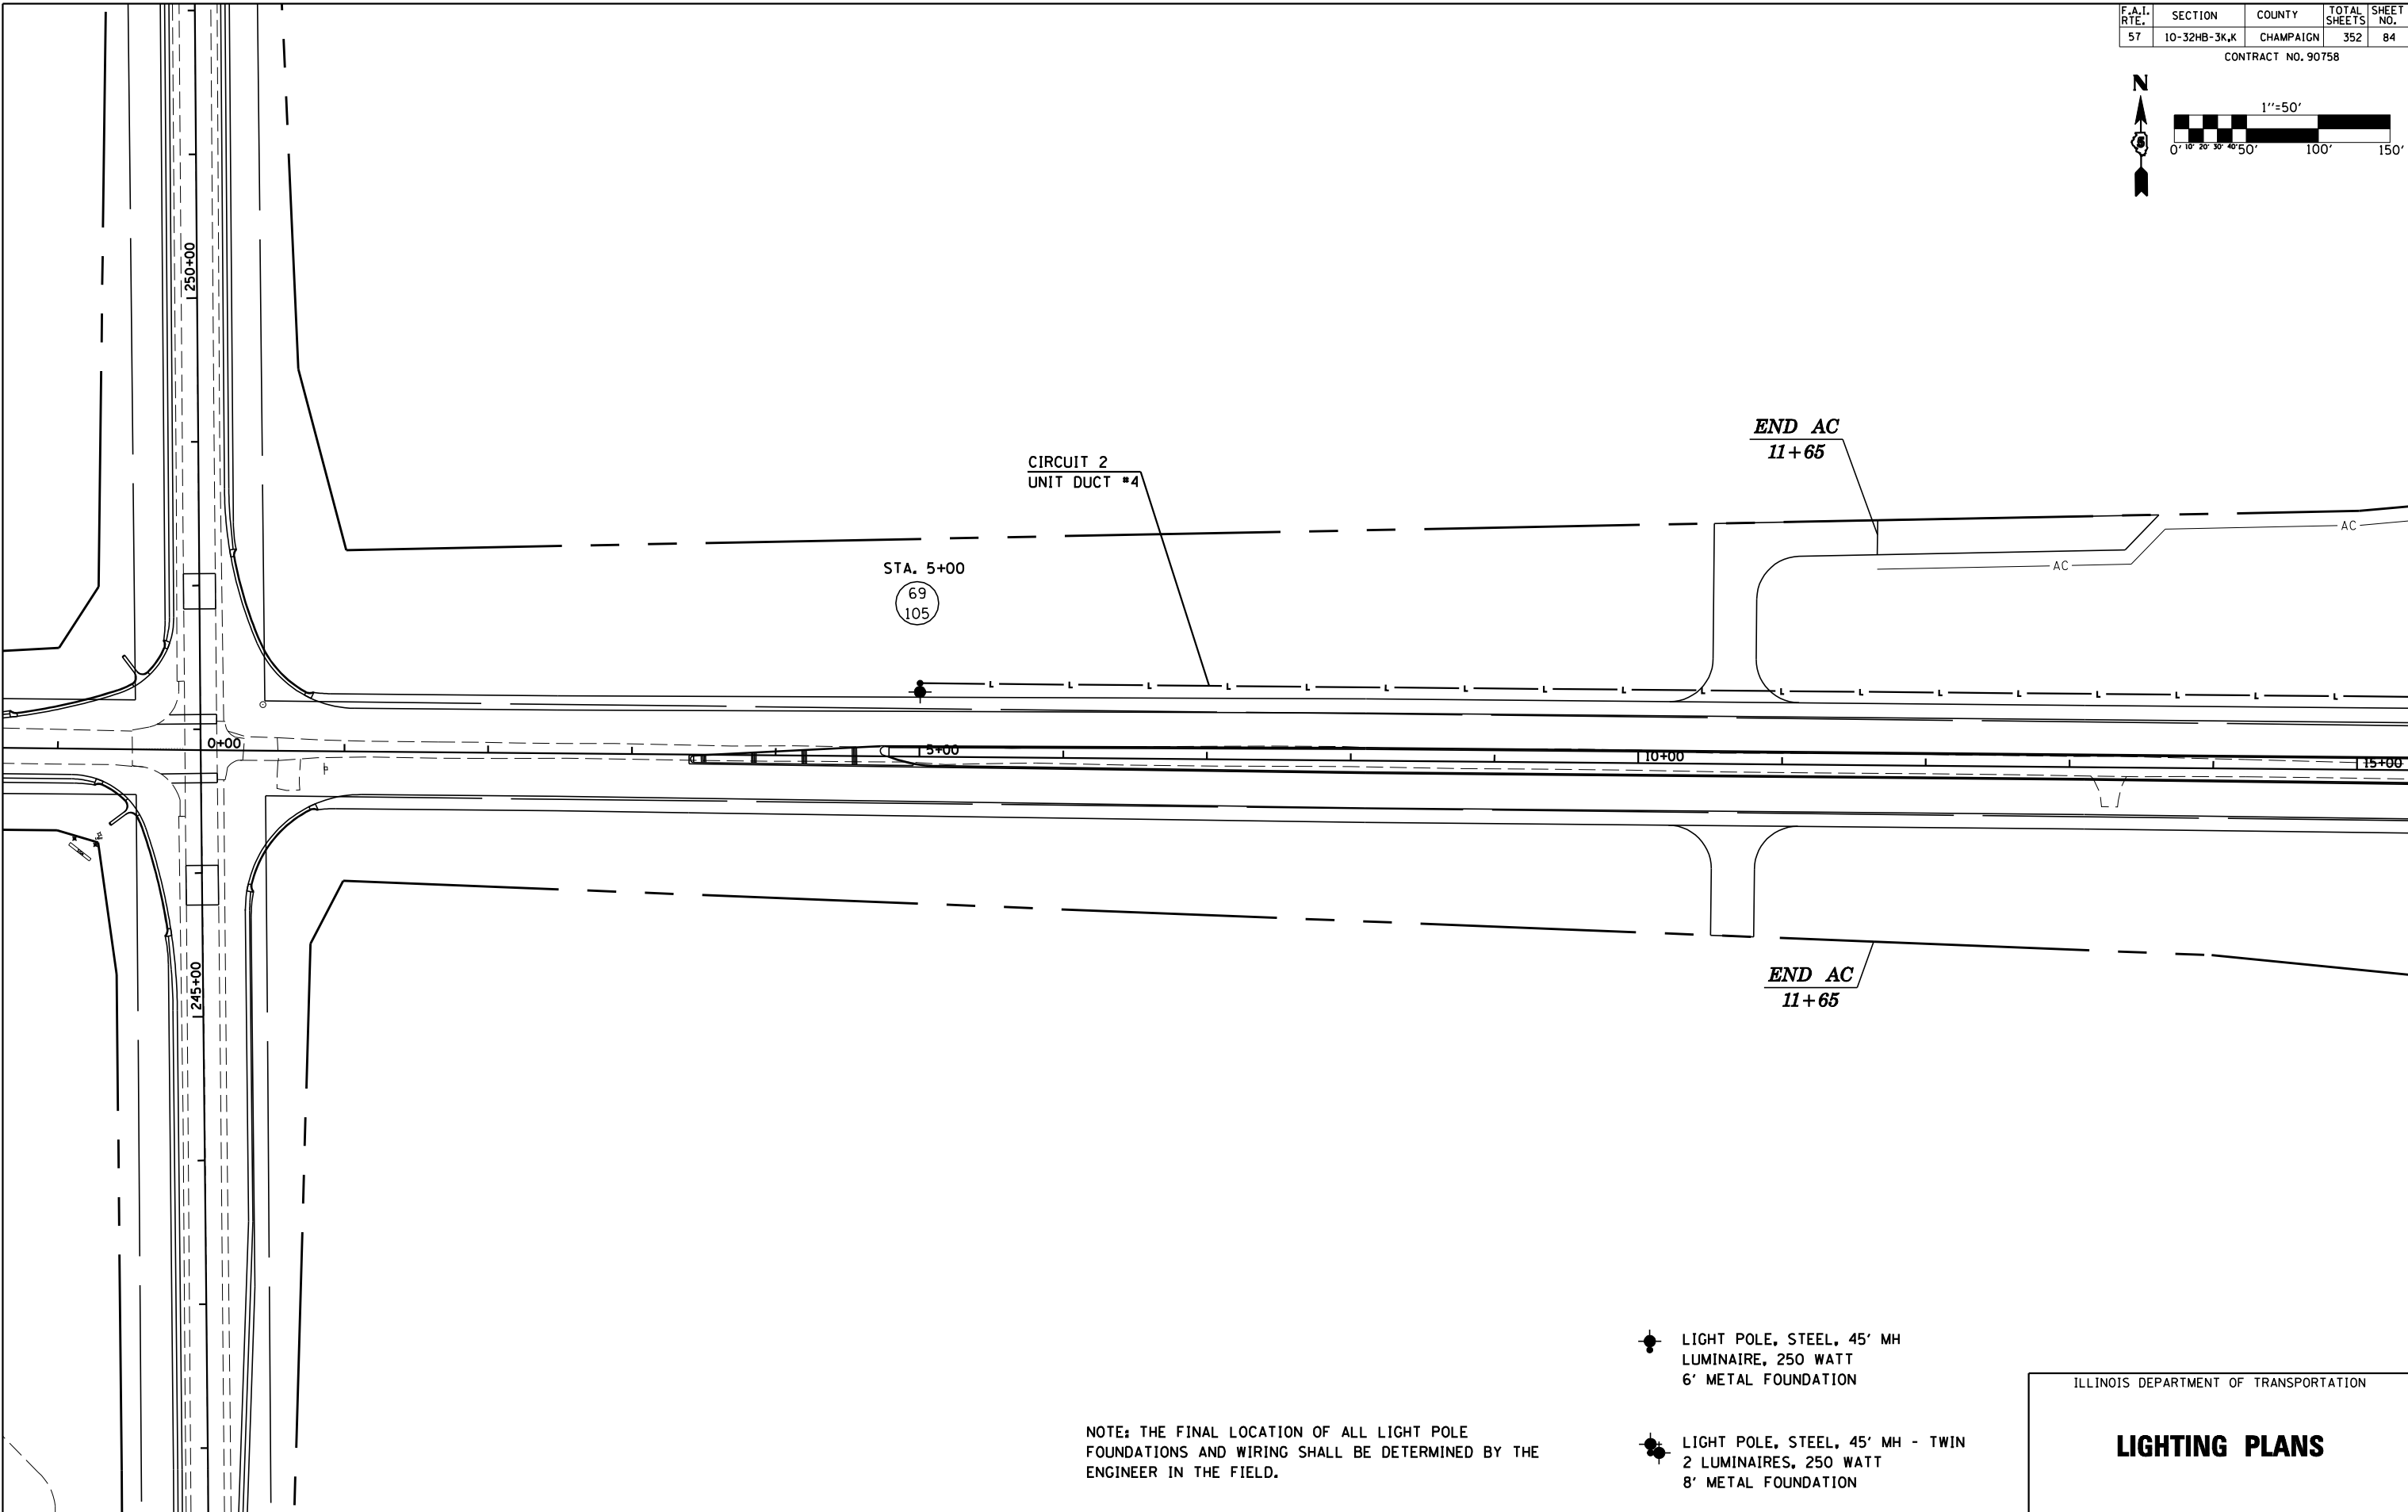 F.A.I. RTE. SECTION COUNTY TOTAL SHEETS SHEET NO.
57 10-32HB-3K,K CHAMPAIGN 352 84
CONTRACT NO. 90758
N
1''=50'
5
0' 10' 20' 30' 40' 50' 100' 150'
250+00
END AC
11+65
CIRCUIT 2
UNIT DUCT #4
AC
AC
STA. 5+00
69
105
L L L L L L L L L L L L L L L L L L
0+00
5+00
10+00
15+00
245+00
END AC
11+65
LIGHT POLE, STEEL, 45' MH
LUMINAIRE, 250 WATT
6' METAL FOUNDATION
LIGHT POLE, STEEL, 45' MH - TWIN
2 LUMINAIRES, 250 WATT
8' METAL FOUNDATION
NOTE: THE FINAL LOCATION OF ALL LIGHT POLE
FOUNDATIONS AND WIRING SHALL BE DETERMINED BY THE
ENGINEER IN THE FIELD.
ILLINOIS DEPARTMENT OF TRANSPORTATION
LIGHTING PLANS